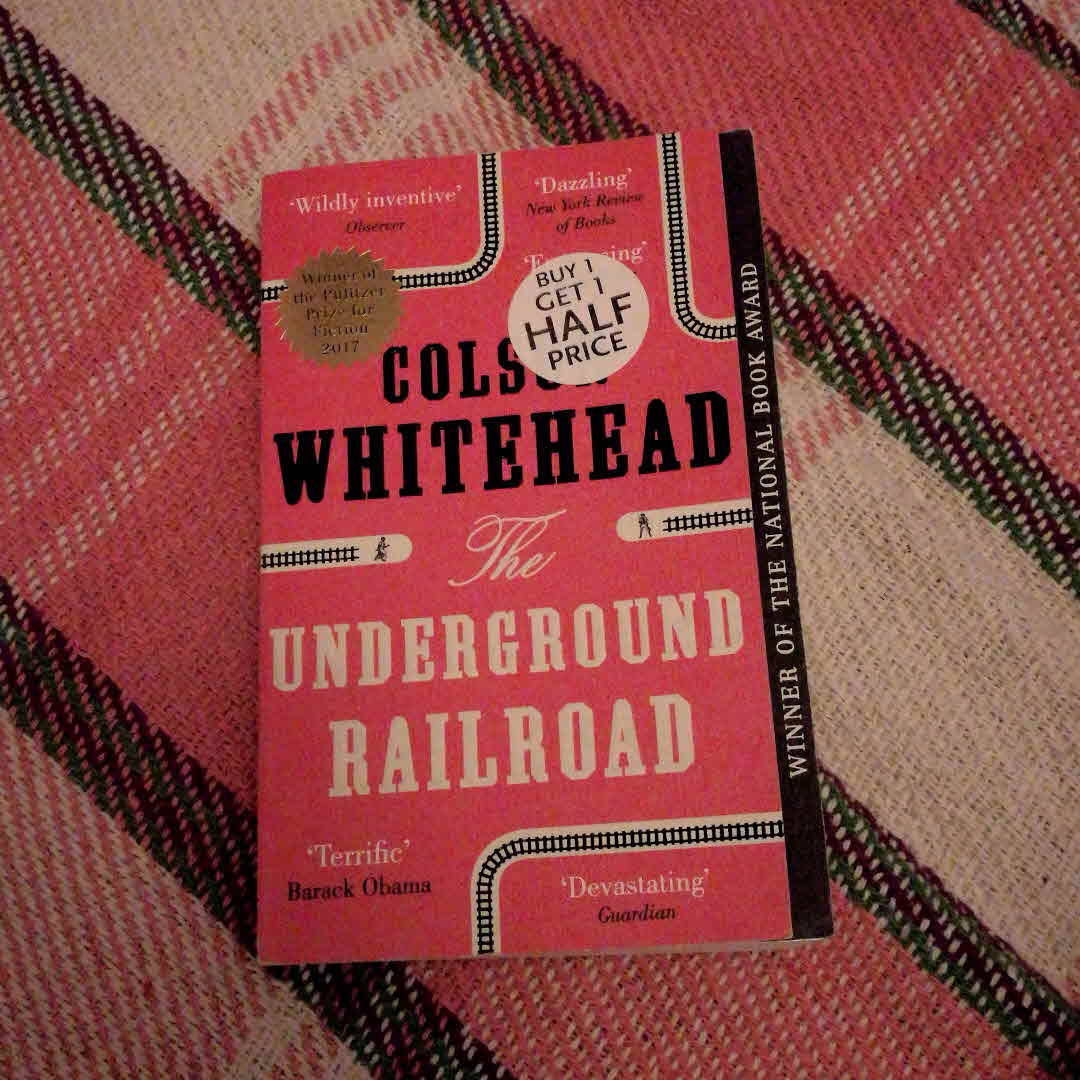 ‘Wildly inventive’
Observer
‘Dazzling’
New York Review
of Books
Winner of
the Pulitzer
Prize for
Fiction
2017
BUY 1
GET 1
HALF
PRICE
WHITEHEAD
The
UNDERGROUND
RAILROAD
‘Terrific’
Barack Obama
‘Devastating’
Guardian
WINNER OF THE NATIONAL BOOK AWARD